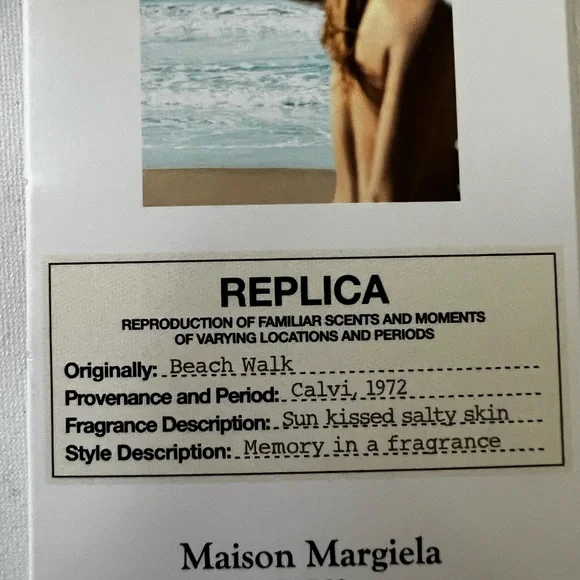 REPLICA
REPRODUCTION OF FAMILIAR SCENTS AND MOMENTS
OF VARYING LOCATIONS AND PERIODS
Originally: Beach Walk
Provenance and Period: Calvi, 1972
Fragrance Description: Sun kissed salty skin
Style Description: Memory in a fragrance
Maison Margiela